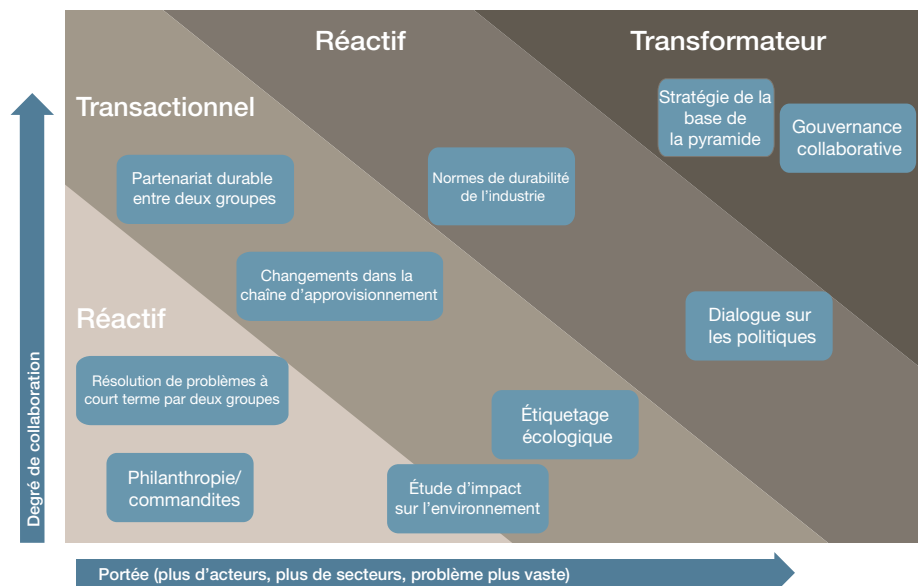 Réactif
Transformateur
Transactionnel
Stratégie de la
base de
la pyramide
Gouvernance
collaborative
Partenariat durable
entre deux groupes
Normes de durabilité
de l'industrie
Changements dans la
chaîne d'approvisionnement
Réactif
Dialogue sur
les politiques
Résolution de problèmes à
court terme par deux groupes
Étiquetage
écologique
Philanthropie/
commandites
Étude d'impact
sur l'environnement
Degré de collaboration
Portée (plus d'acteurs, plus de secteurs, problème plus vaste)